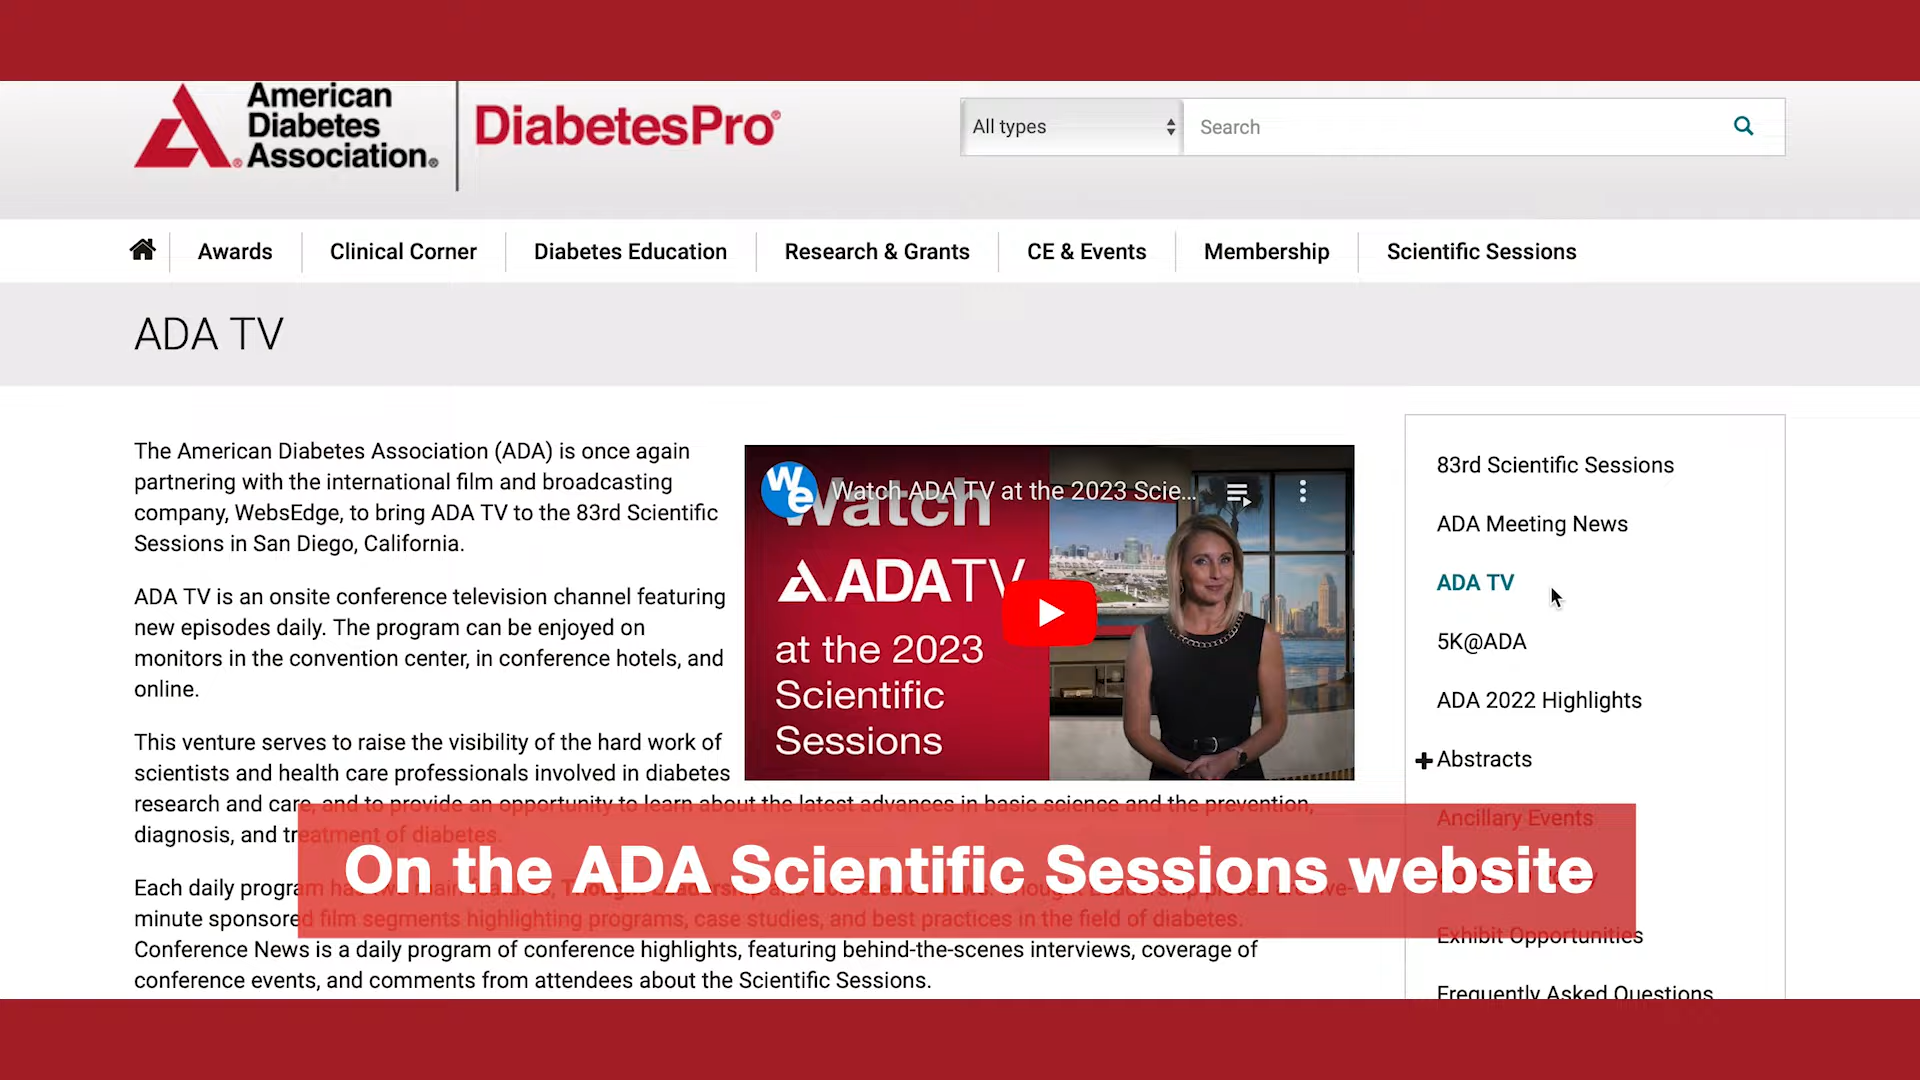 American
Diabetes
Association®
DiabetesPro®
All types
Search
Awards
Clinical Corner
Diabetes Education
Research & Grants
CE & Events
Membership
Scientific Sessions
ADA TV
The American Diabetes Association (ADA) is once again
partnering with the international film and broadcasting
company, WebsEdge, to bring ADA TV to the 83rd Scientific
Sessions in San Diego, California.
ADA TV is an onsite conference television channel featuring
new episodes daily. The program can be enjoyed on
monitors in the convention center, in conference hotels, and
online.
This venture serves to raise the visibility of the hard work of
scientists and health care professionals involved in diabetes
research and care, and to provide an opportunity to learn about the latest advances in basic science and the prevention,
diagnosis, and treatment of diabetes.
Each daily program
minute sponsored film segments highlighting programs, case studies, and best practices in the field of diabetes.
Conference News is a daily program of conference highlights, featuring behind-the-scenes interviews, coverage of
conference events, and comments from attendees about the Scientific Sessions.
We
Watch ADA TV at the 2023 Scie...
Watch
ADATV
at the 2023
Scientific
Sessions
83rd Scientific Sessions
ADA Meeting News
ADA TV
5K@ADA
ADA 2022 Highlights
Abstracts
Ancillary Events
Exhibit Opportunities
Frequently Asked Questions
On the ADA Scientific Sessions website